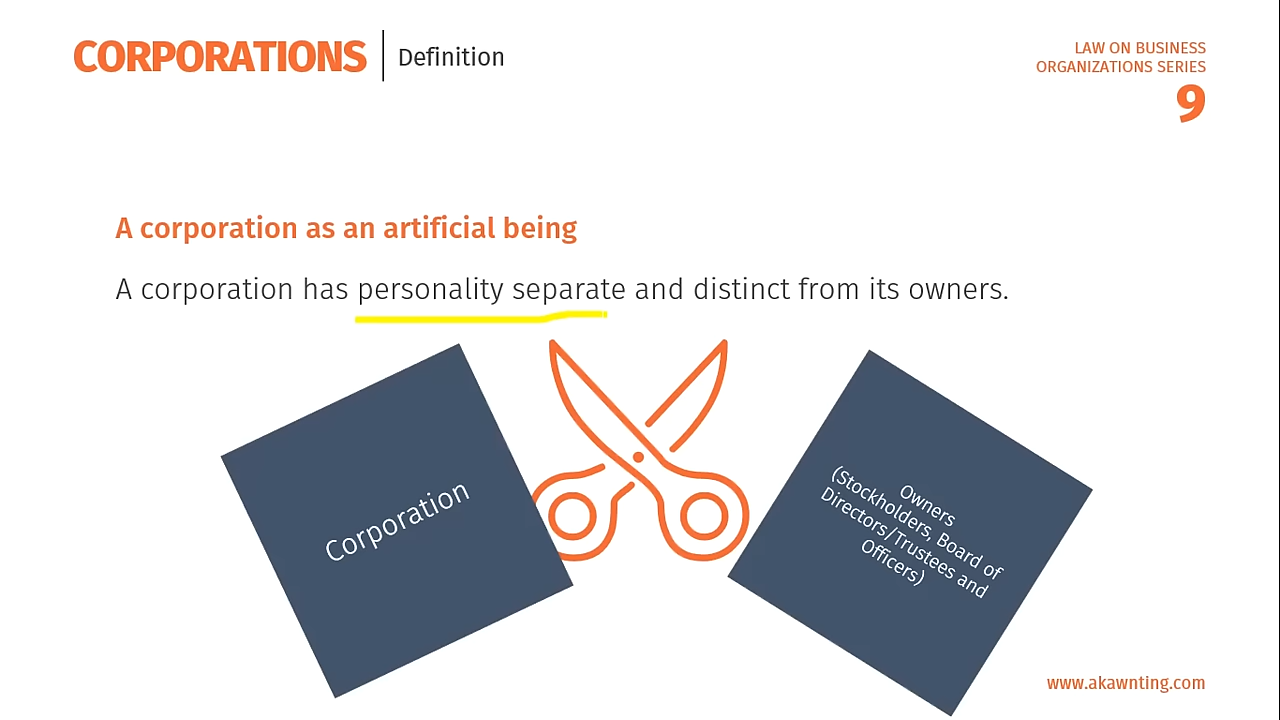 CORPORATIONS
Definition
LAW ON BUSINESS
ORGANIZATIONS SERIES
9
A corporation as an artificial being
A corporation has personality separate and distinct from its owners.
Corporation
Owners
(Stockholders, Board of
Directors/Trustees and
Officers)
www.akawnting.com